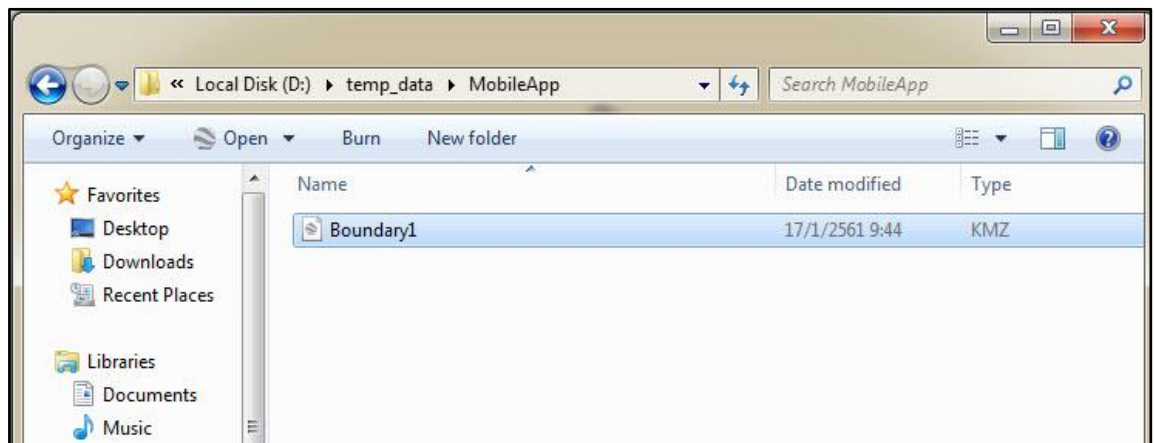 « Local Disk (D:) ▸ temp_data ▸ MobileApp Search MobileApp
Organize Open Burn New folder
Favorites
Desktop
Downloads
Recent Places
Libraries
Documents
Music
Name Date modified Type
Boundary1 17/1/2561 9:44 KMZ